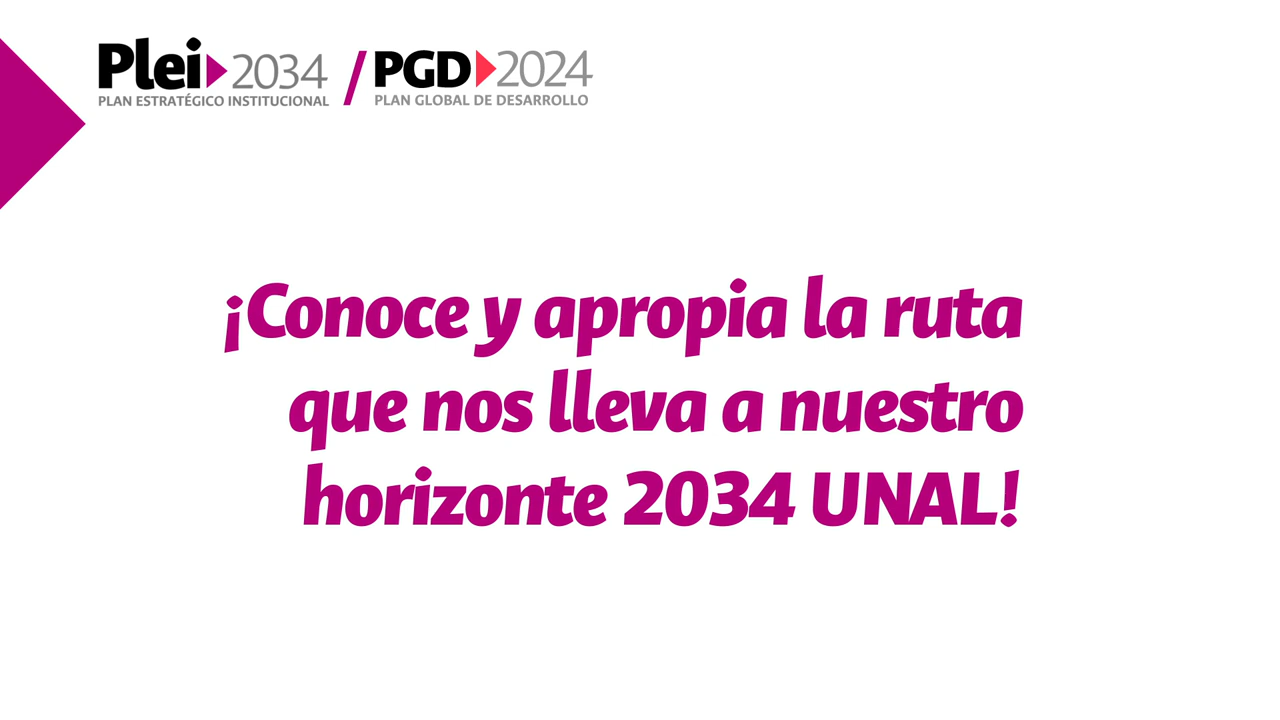 Plei 2034 / PGD 2024
PLAN ESTRATÉGICO INSTITUCIONAL PLAN GLOBAL DE DESARROLLO
¡Conoce y apropia la ruta
que nos lleva a nuestro
horizonte 2034 UNAL!